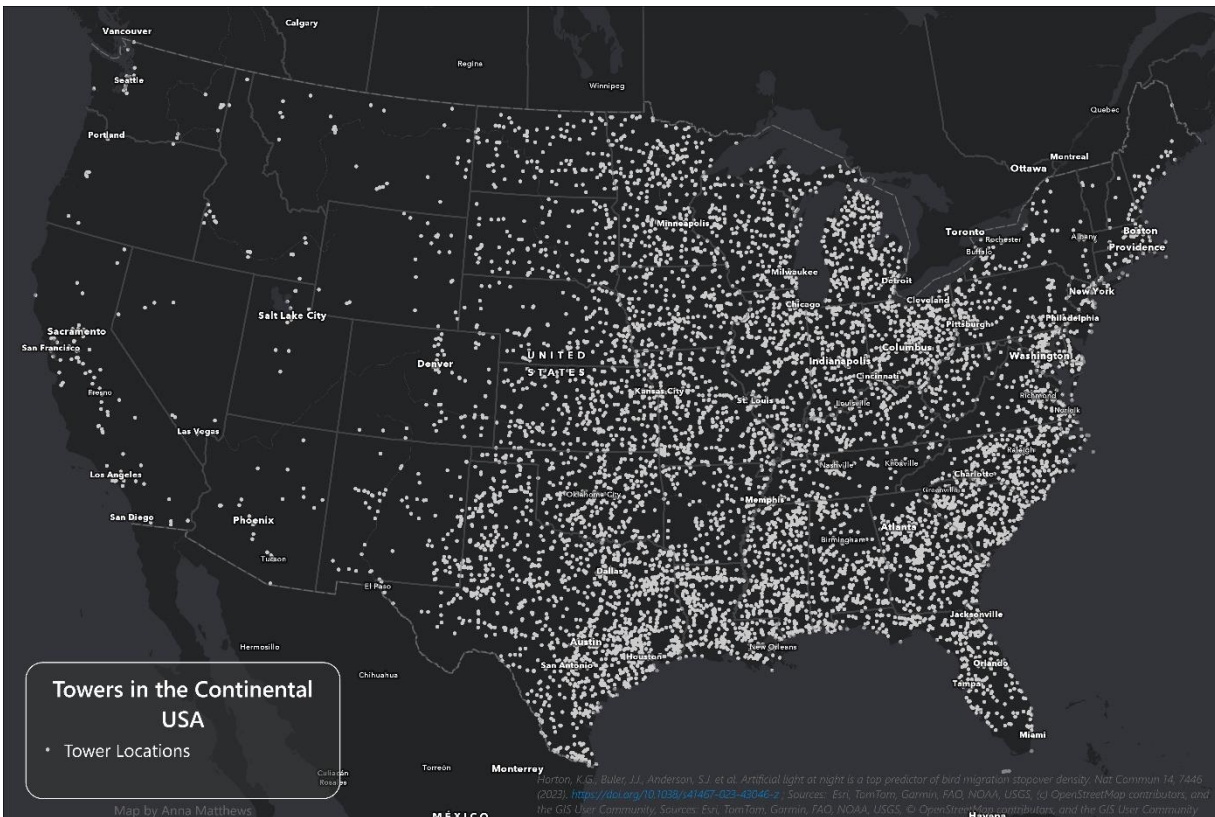 Vancouver
Calgary
Regina
Winnipeg
Seattle
Quebec
Portland
Montreal
Ottawa
Minneapolis
Toronto
Rochester
Albany
Boston
Providence
Buffalo
Milwaukee
Detroit
New York
Chicago
Cleveland
Salt Lake City
Philadelphia
Pittsburgh
Sacramento
San Francisco
Columbus
UNITED
STATES
Washington
Indianapolis
Denver
Cincinnati
Fresno
Kansas City
Richmond
St. Louis
Louisville
Norfolk
Las Vegas
Raleigh
Nashville
Knoxville
Los Angeles
Charlotte
Oklahoma City
Memphis
Greenville
San Diego
Phoenix
Atlanta
Birmingham
Tucson
Dallas
El Paso
Jacksonville
Austin
Hermosillo
New Orleans
Houston
San Antonio
Orlando
Chihuahua
Tampa
Miami
Towers in the Continental
USA
Tower Locations
Culiacán
Rosales
Torreón
Monterrey
Horton, K.G., Buler, J.J., Anderson, S.J. et al. Artificial light at night is a top predictor of bird migration stopover density. Nat Commun 14, 7446
(2023). https://doi.org/10.1038/s41467-023-43046-z ; Sources: Esri, TomTom, Garmin, FAO, NOAA, USGS, (c) OpenStreetMap contributors, and
the GIS User Community, Sources: Esri, TomTom, Garmin, FAO, NOAA, USGS, © OpenStreetMap contributors, and the GIS User Community
Map by Anna Matthews
MÉXICO
Havana